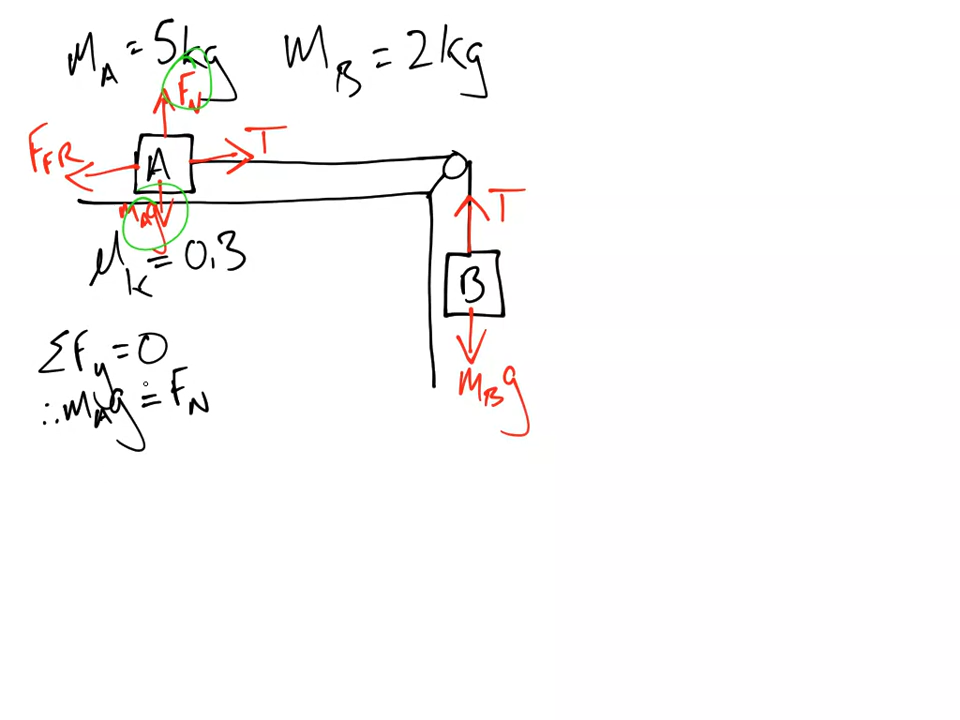 M_A = 5kg
m_B = 2kg
F_N
F_FR
A
T
m_Ag
μ_k = 0.3
T
B
m_Bg
ΣF_y = 0
∴ m_Ag = F_N